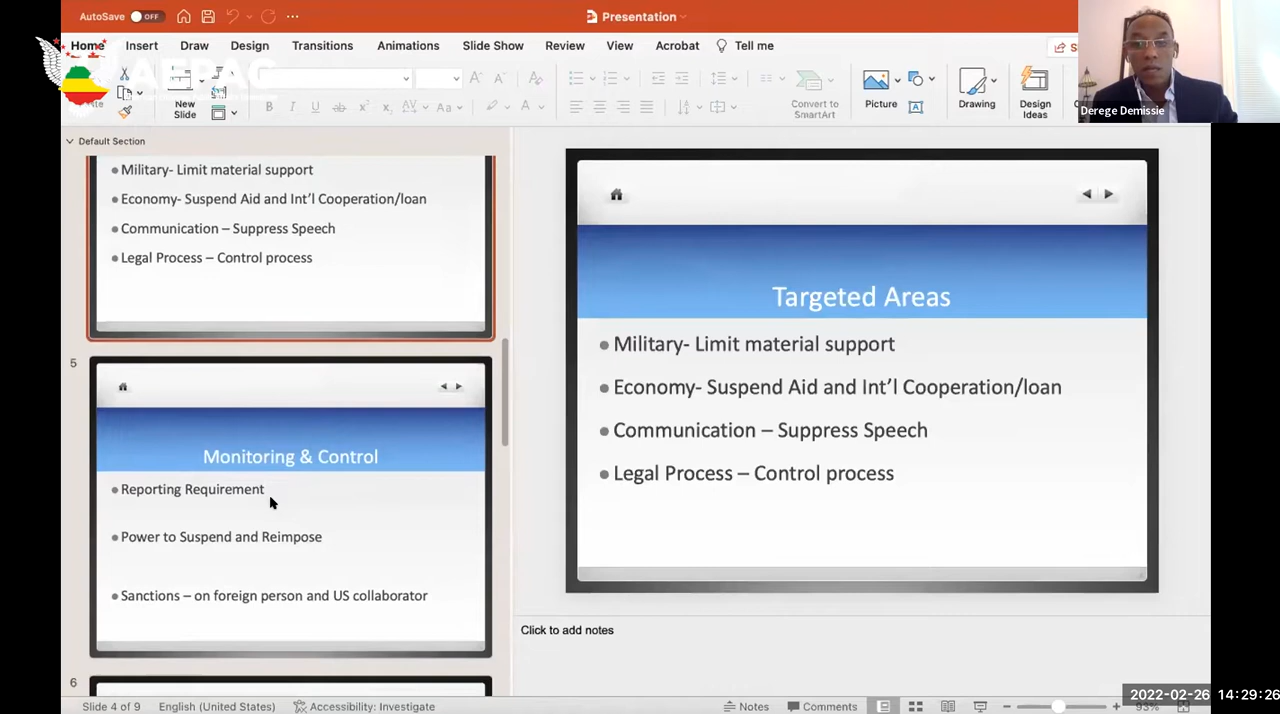 AutoSave OFF
Presentation
Home Insert Draw Design Transitions Animations Slide Show Review View Acrobat Tell me
AEPAC
New
Slide
Convert to
SmartArt
Picture
Drawing
Design
Ideas
Derege Demissie
Default Section
Military- Limit material support
Economy- Suspend Aid and Int’l Cooperation/loan
Communication – Suppress Speech
Legal Process – Control process
5
Monitoring & Control
Reporting Requirement
Power to Suspend and Reimpose
Sanctions – on foreign person and US collaborator
6
Targeted Areas
Military- Limit material support
Economy- Suspend Aid and Int’l Cooperation/loan
Communication – Suppress Speech
Legal Process – Control process
Click to add notes
Slide 4 of 9 English (United States) Accessibility: Investigate
Notes Comments 93%
2022-02-26 14:29:26